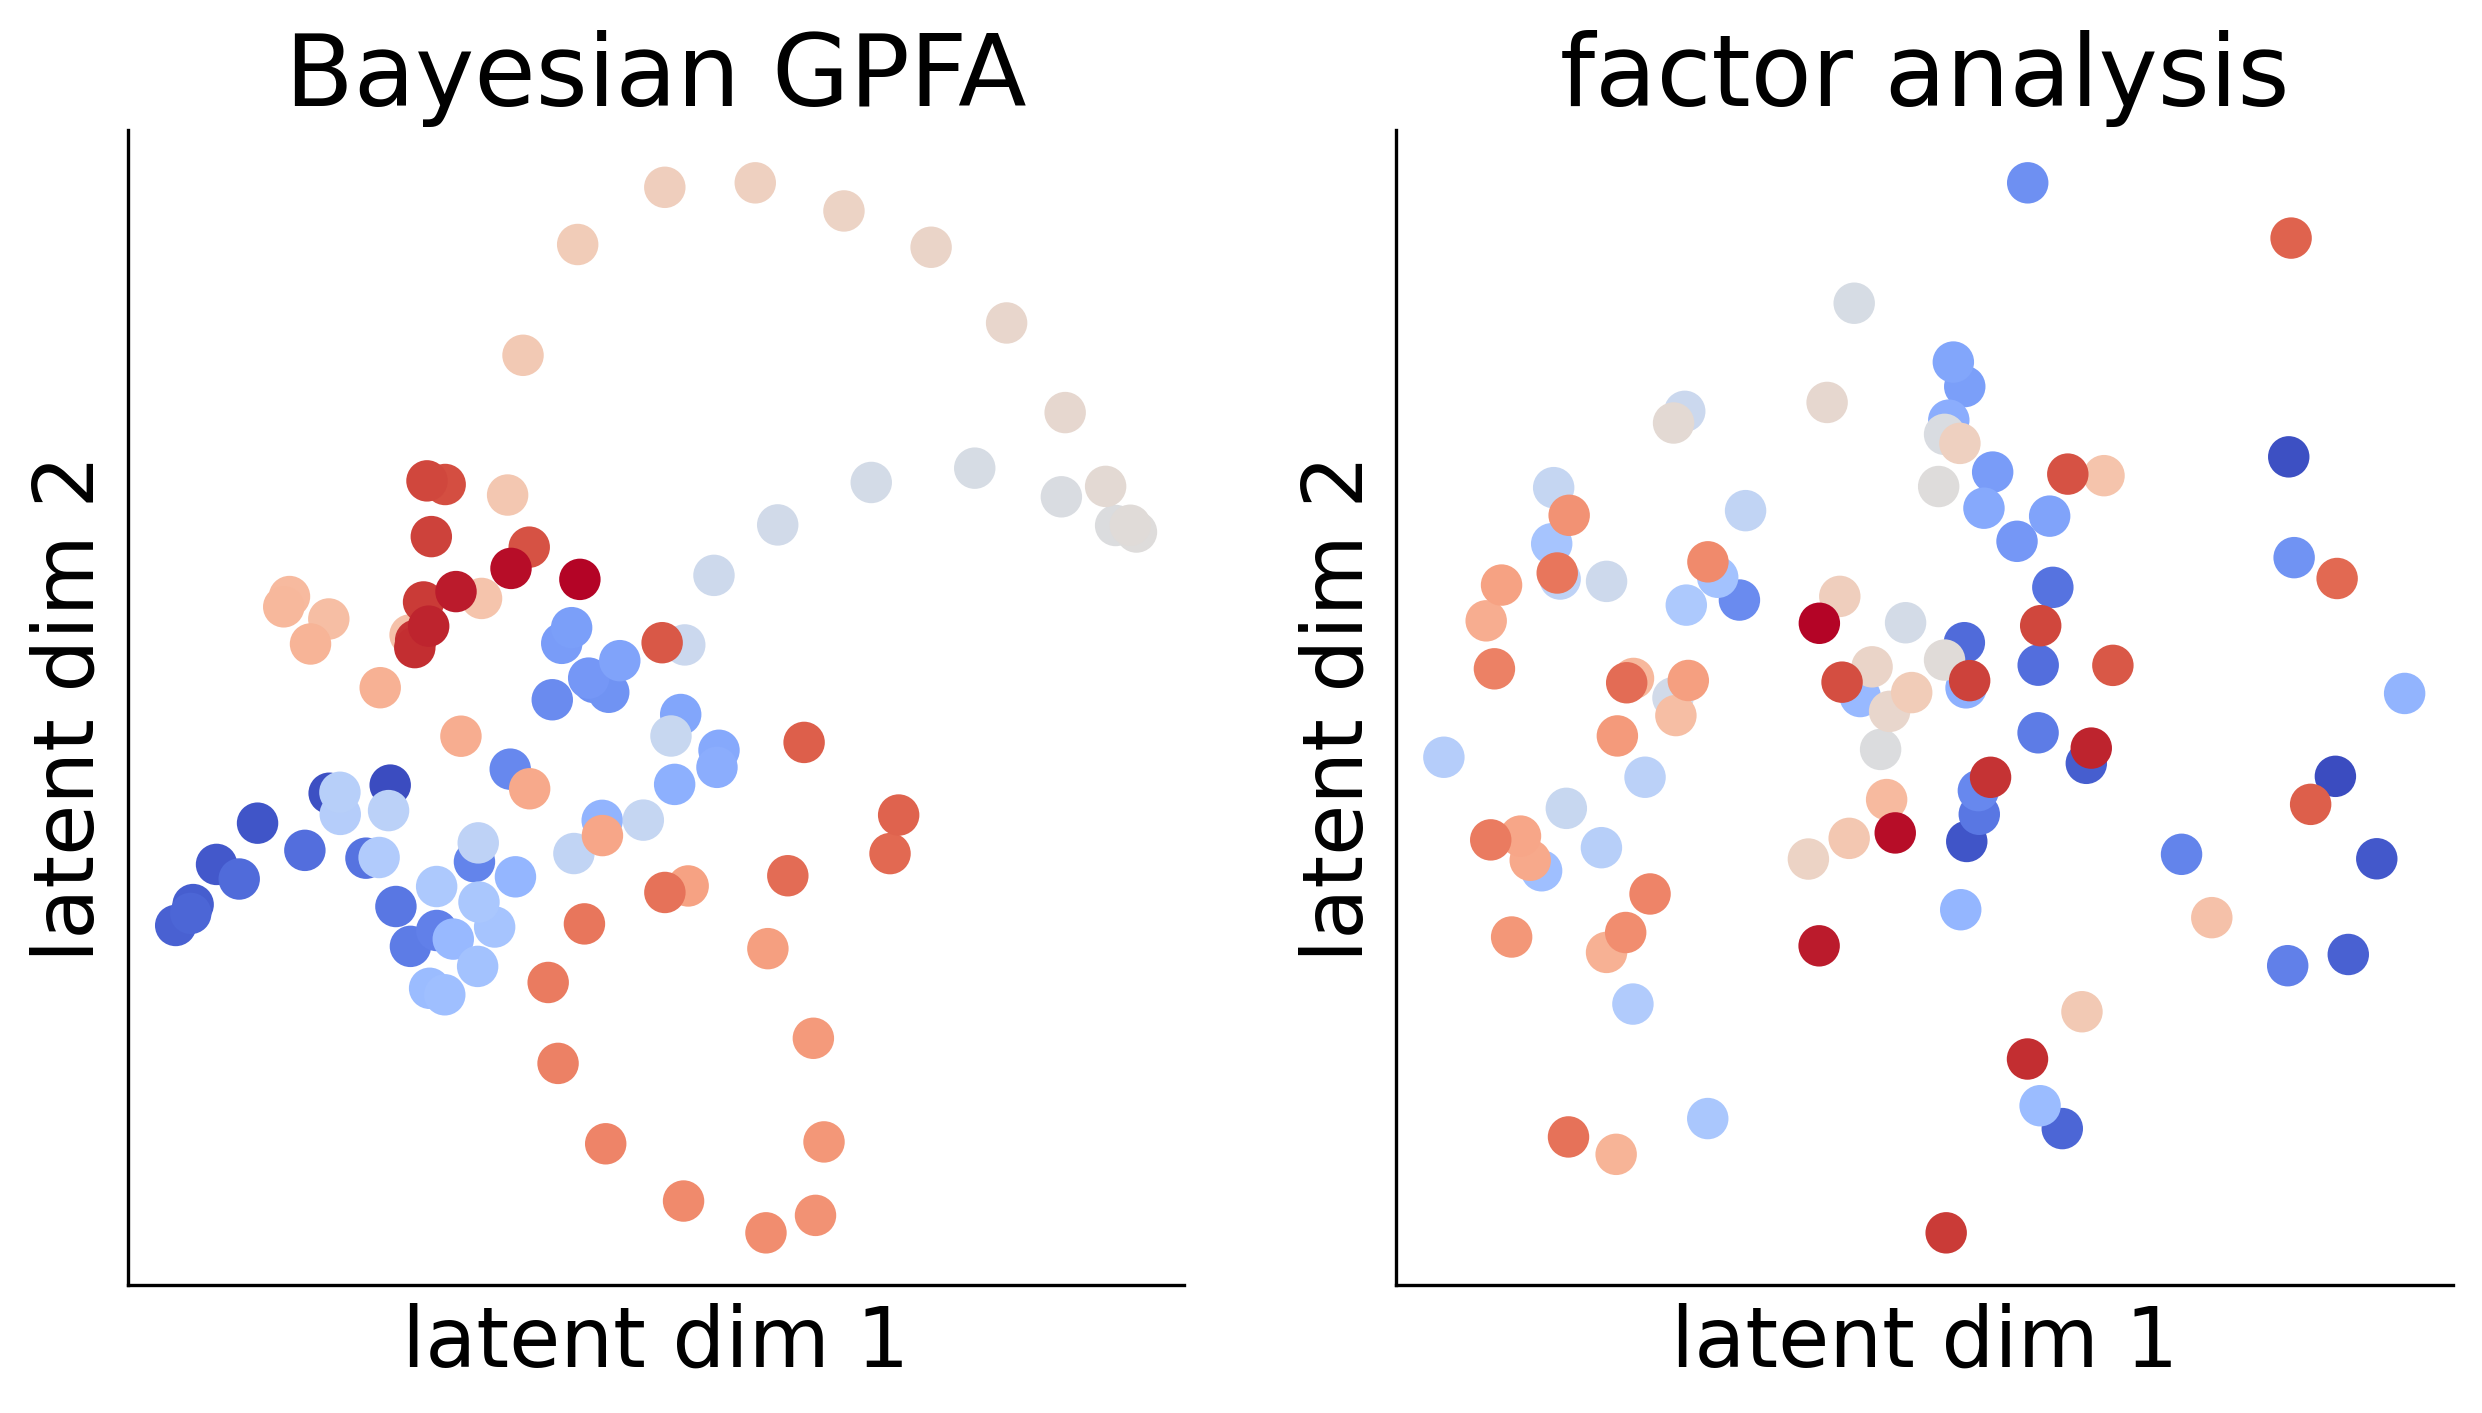 Bayesian GPFA
factor analysis
latent dim 2
latent dim 1
latent dim 2
latent dim 1